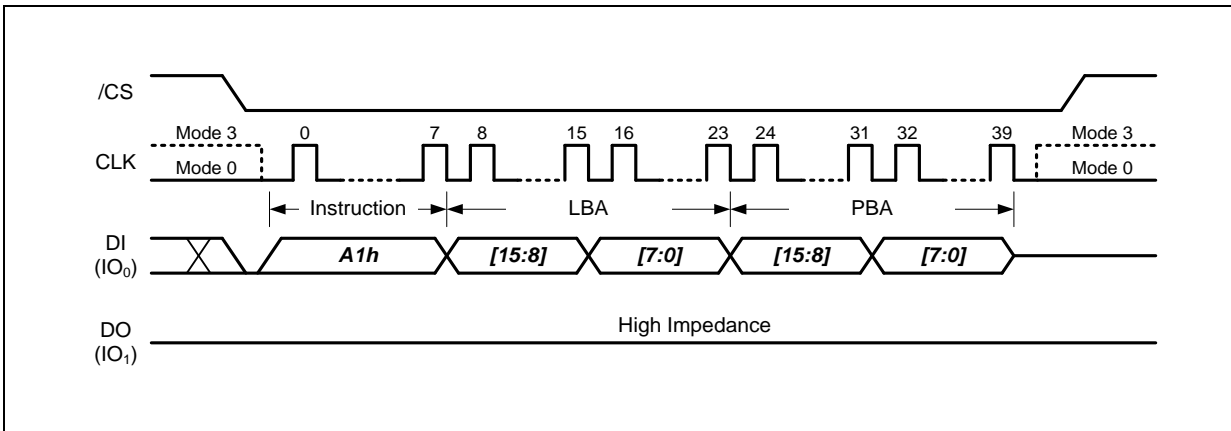 /CS
Mode 3 0 7 8 15 16 23 24 31 32 39 Mode 3
CLK Mode 0 Mode 0
Instruction LBA PBA
DI A1h [15:8] [7:0] [15:8] [7:0]
(IO0)
DO High Impedance
(IO1)